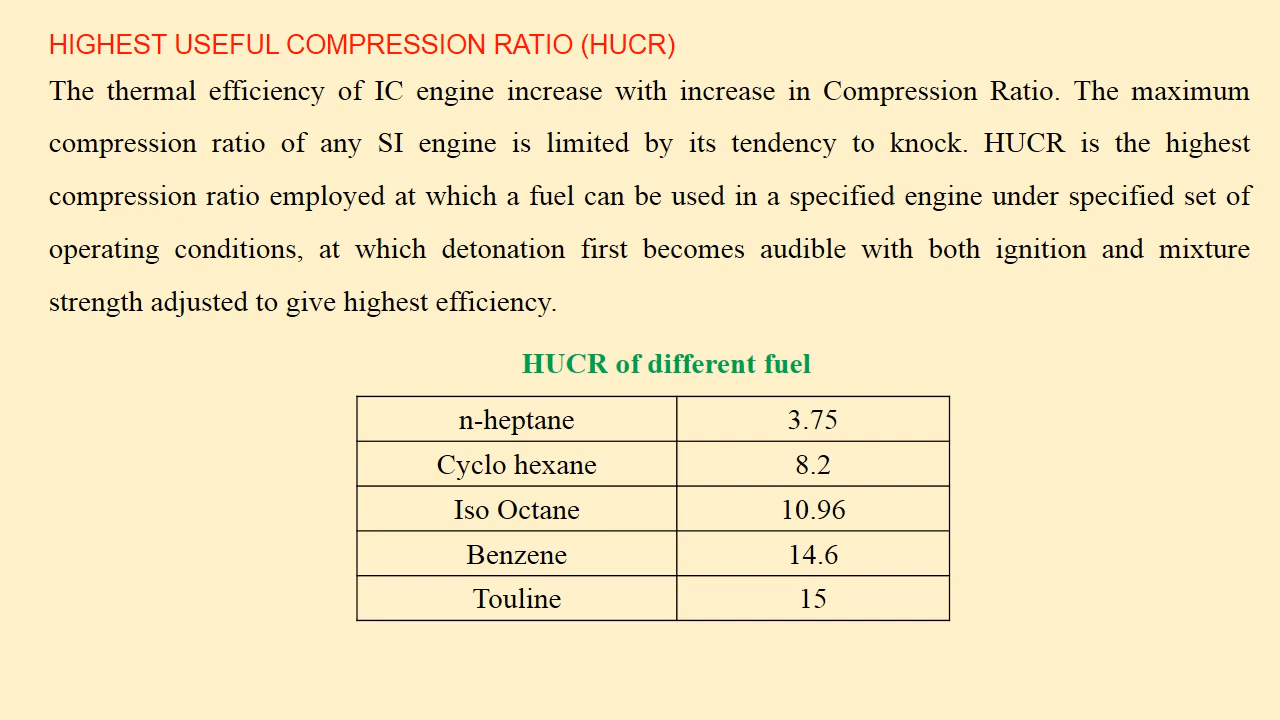 HIGHEST USEFUL COMPRESSION RATIO (HUCR)
The thermal efficiency of IC engine increase with increase in Compression Ratio. The maximum
compression ratio of any SI engine is limited by its tendency to knock. HUCR is the highest
compression ratio employed at which a fuel can be used in a specified engine under specified set of
operating conditions, at which detonation first becomes audible with both ignition and mixture
strength adjusted to give highest efficiency.
HUCR of different fuel
n-heptane 3.75
Cyclo hexane 8.2
Iso Octane 10.96
Benzene 14.6
Touline 15